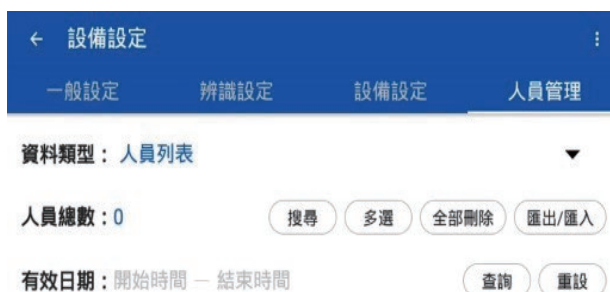 ← 設備設定
一般設定 辨識設定 設備設定 人員管理
資料類型：人員列表
人員總數：0 搜尋 多選 全部刪除 匯出/匯入
有效日期：開始時間 — 結束時間 查詢 重設